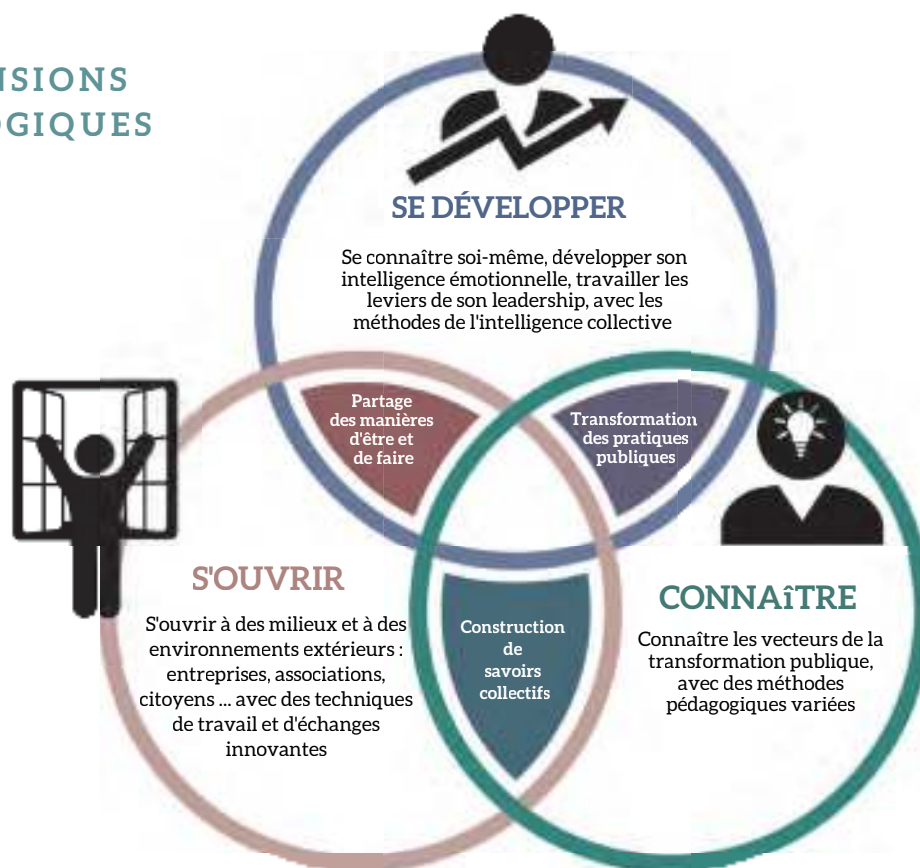 NSIONS
OGIQUES
SE DÉVELOPPER
Se connaître soi-même, développer son
intelligence émotionnelle, travailler les
leviers de son leadership, avec les
méthodes de l'intelligence collective
Partage
des manières
d'être et
de faire
Transformation
des pratiques
publiques
S'OUVRIR
S'ouvrir à des milieux et à des
environnements extérieurs :
entreprises, associations,
citoyens ... avec des techniques
de travail et d'échanges
innovantes
Construction
de
savoirs
collectifs
CONNAîTRE
Connaître les vecteurs de la
transformation publique,
avec des méthodes
pédagogiques variées